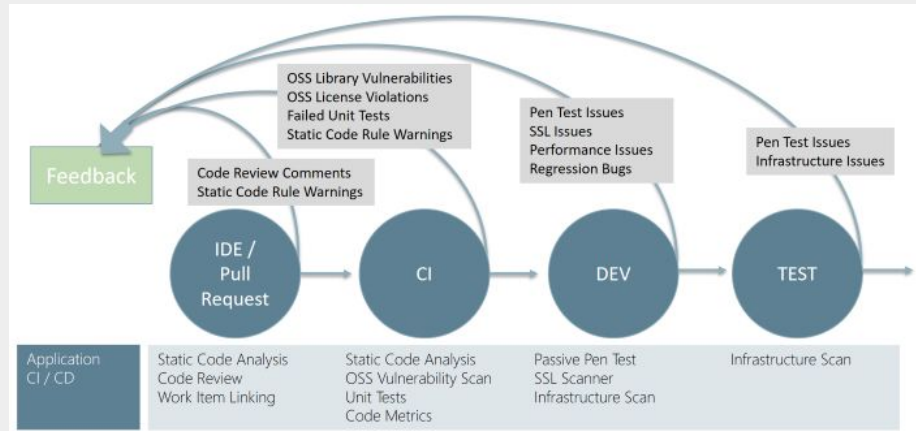 OSS Library Vulnerabilities
OSS License Violations
Failed Unit Tests
Static Code Rule Warnings
Pen Test Issues
SSL Issues
Performance Issues
Regression Bugs
Pen Test Issues
Infrastructure Issues
Feedback
Code Review Comments
Static Code Rule Warnings
IDE /
Pull
Request
CI
DEV
TEST
Application
CI / CD
Static Code Analysis
Code Review
Work Item Linking
Static Code Analysis
OSS Vulnerability Scan
Unit Tests
Code Metrics
Passive Pen Test
SSL Scanner
Infrastructure Scan
Infrastructure Scan